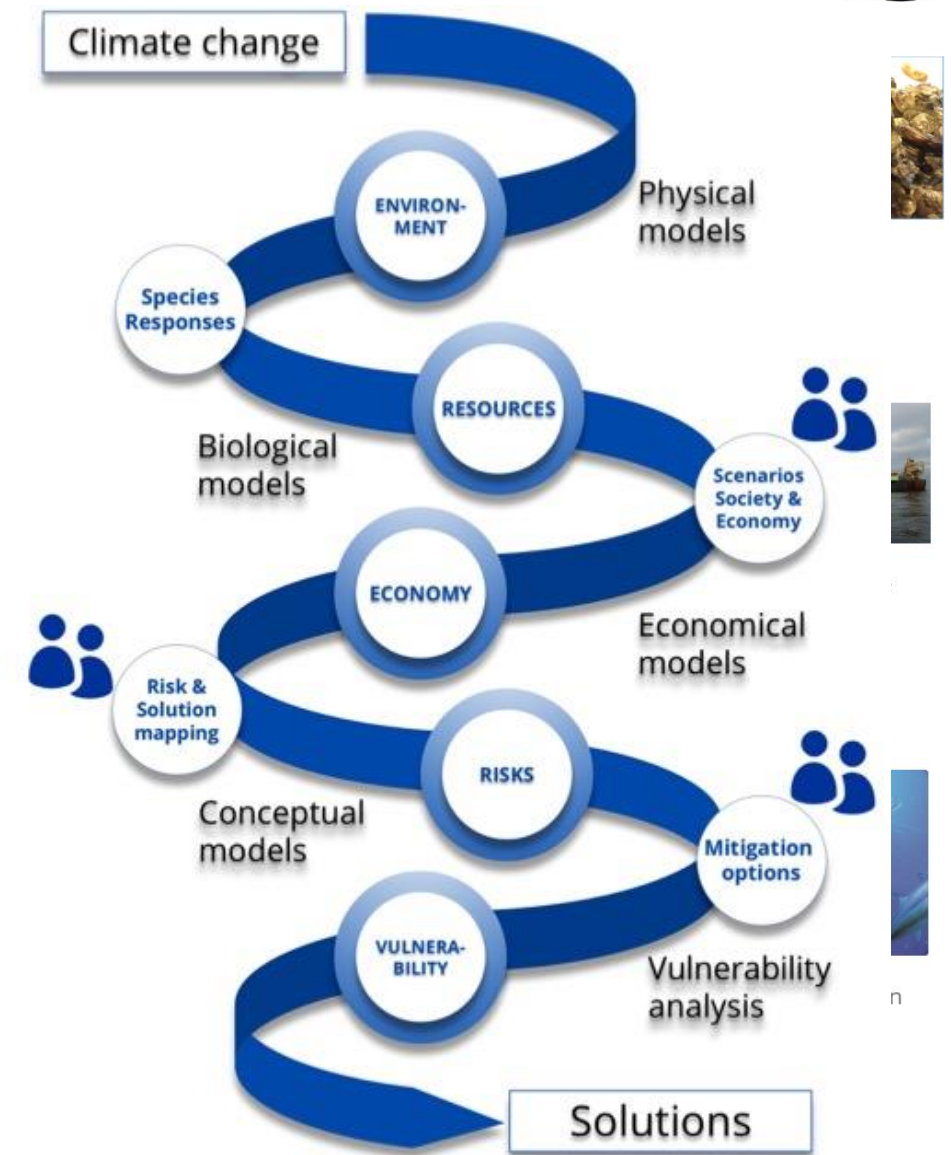 Climate change
Physical
models
ENVIRON-
MENT
Species
Responses
RESOURCES
Biological
models
Scenarios
Society &
Economy
ECONOMY
Economical
models
Risk &
Solution
mapping
RISKS
Conceptual
models
Mitigation
options
VULNERA-
BILITY
Vulnerability
analysis
n
Solutions